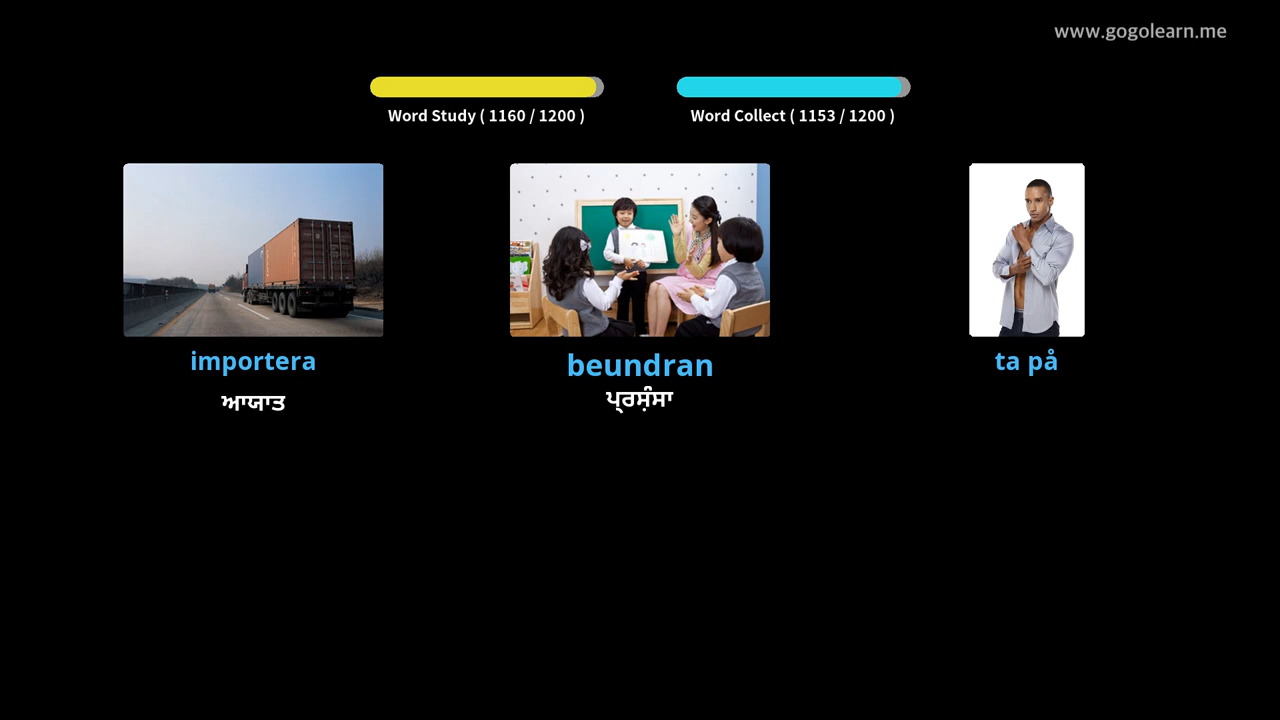 www.gogolearn.me
Word Study ( 1160 / 1200 )
Word Collect ( 1153 / 1200 )
importera
beundran
ta på
ਆਯਾਤ
ਪ੍ਰਸ਼ੰਸਾ